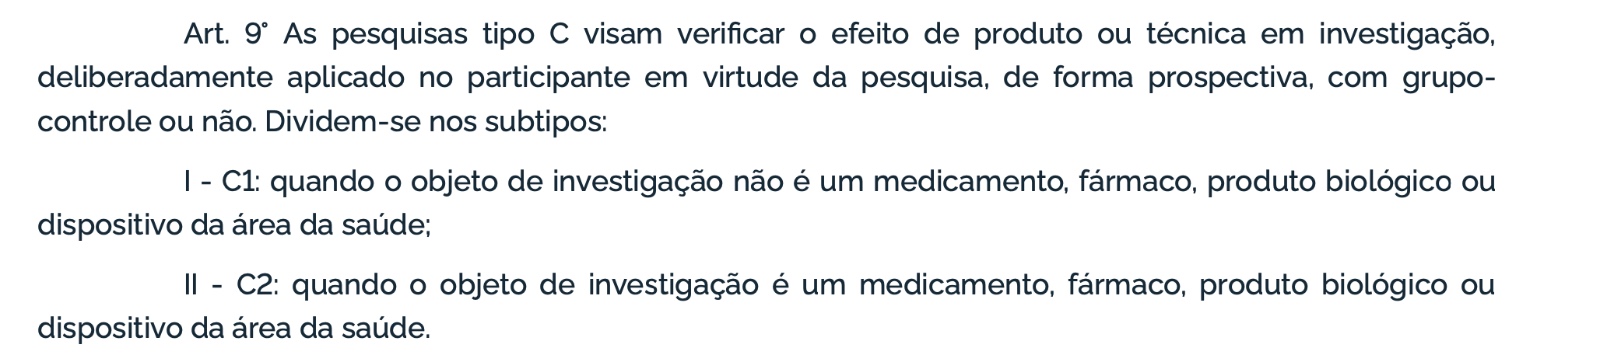 Art. 9° As pesquisas tipo C visam verificar o efeito de produto ou técnica em investigação,
deliberadamente aplicado no participante em virtude da pesquisa, de forma prospectiva, com grupo-
controle ou não. Dividem-se nos subtipos:
I - C1: quando o objeto de investigação não é um medicamento, fármaco, produto biológico ou
dispositivo da área da saúde;
II - C2: quando o objeto de investigação é um medicamento, fármaco, produto biológico ou
dispositivo da área da saúde.